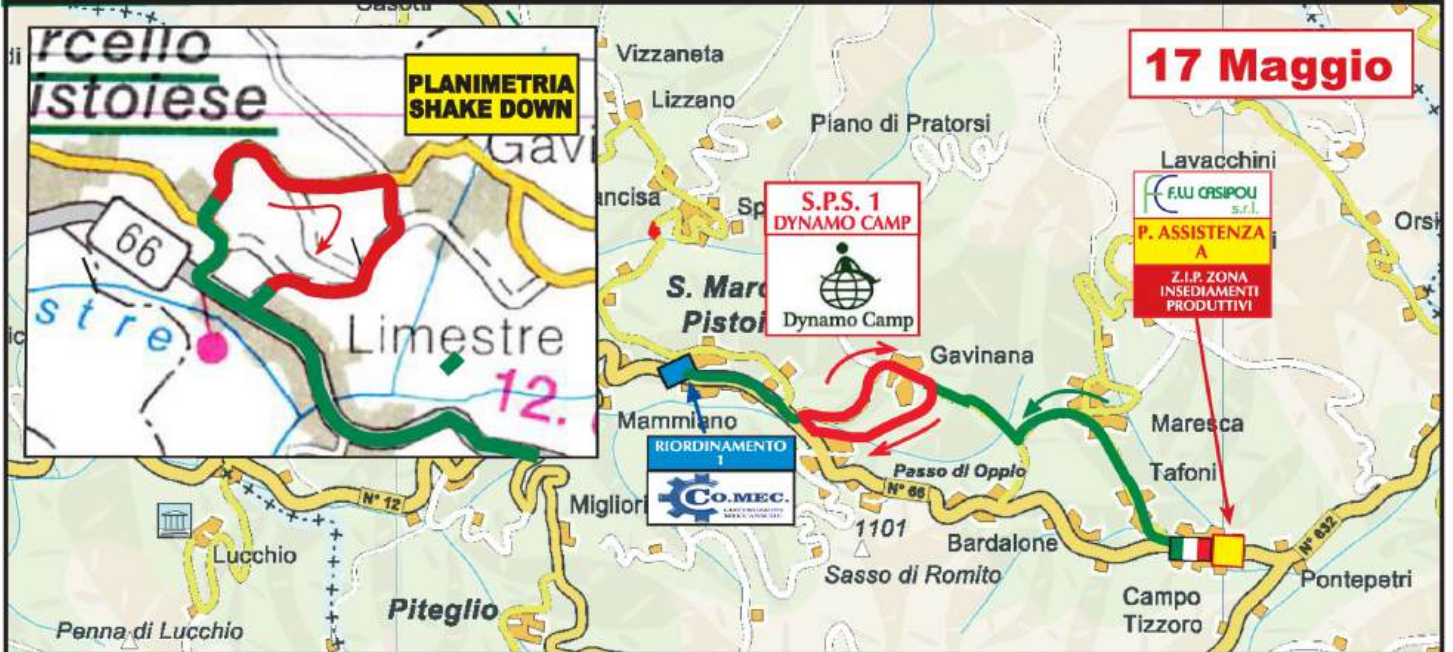 rcello
istoiese
PLANIMETRIA
SHAKE DOWN
Gavi
66
stre
Limestre
12.
17 Maggio
Vizzaneta
Lizzano
Piano di Pratorsi
Lavacchini
F.LLI CASIPOLI
s.r.l.
P. ASSISTENZA
A
Z.I.P. ZONA
INSEDIAMENTI
PRODUTTIVI
ancisa
Sp
Orsi
S.P.S. 1
DYNAMO CAMP
Dynamo Camp
S. Marc
Pistoi
Gavinana
Mammiano
Maresca
RIORDINAMENTO
1
CO.MEC.
Passo di Oppio
Tafoni
N° 12
N° 66
Migliori
1101
Bardalone
N° 632
Lucchio
Sasso di Romito
Pontepetri
Campo
Tizzoro
Piteglio
Penna di Lucchio